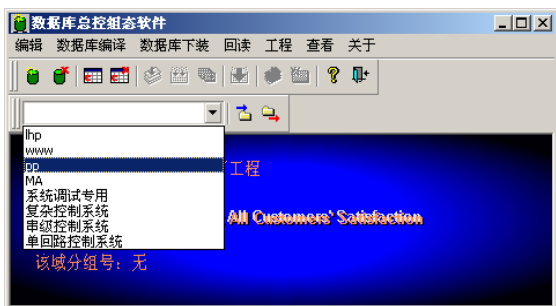 数据库总控组态软件
编辑 数据库编译 数据库下装 回读 工程 查看 关于
lhp
www
pp
MA
系统调试专用
复杂控制系统
串级控制系统
单回路控制系统
工程
All Customers' Satisfaction
该域分组号：无